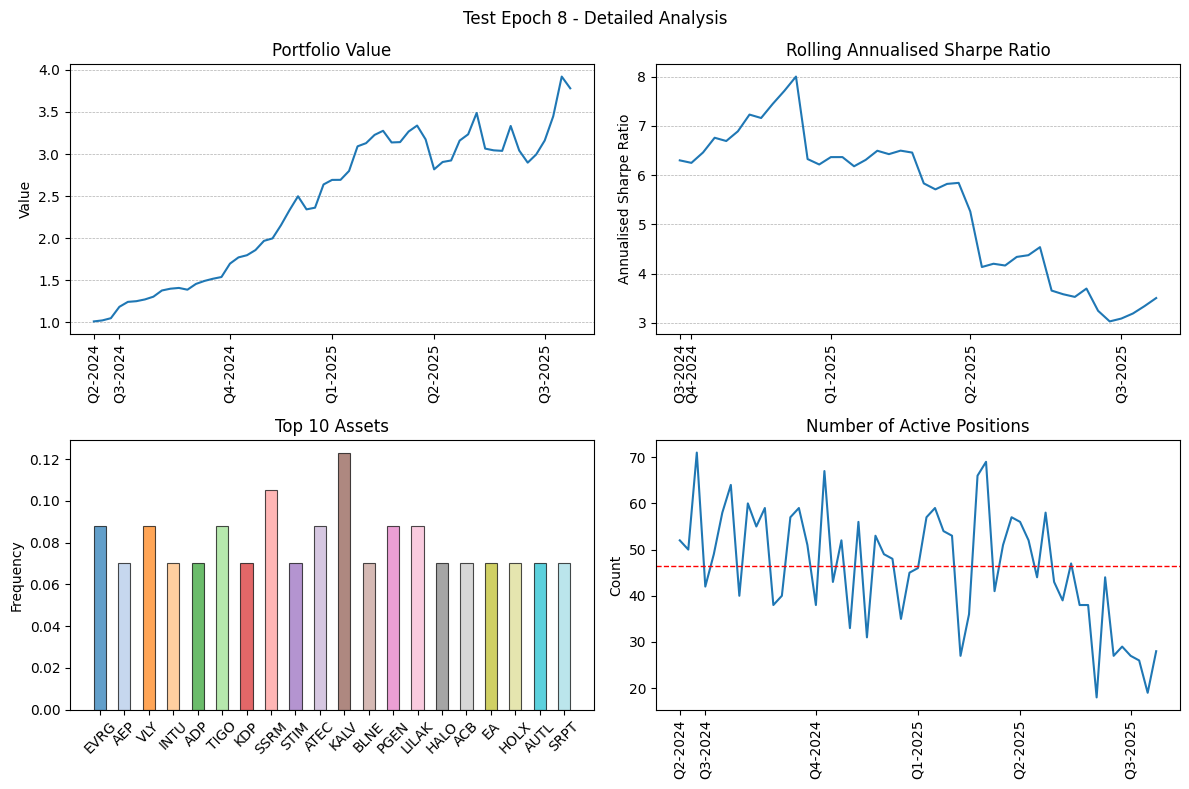 Test Epoch 8 - Detailed Analysis
Portfolio Value
Value
4.0
3.5
3.0
2.5
2.0
1.5
1.0
Q2-2024
Q3-2024
Q4-2024
Q1-2025
Q2-2025
Q3-2025
Rolling Annualised Sharpe Ratio
Annualised Sharpe Ratio
8
7
6
5
4
3
Q3-2024
Q4-2024
Q1-2025
Q2-2025
Q3-2025
Top 10 Assets
Frequency
0.12
0.10
0.08
0.06
0.04
0.02
0.00
EVRG
AEP
VLY
INTU
ADP
TIGO
KDP
SSRM
STIM
ATEC
KALV
BLNE
PGEN
LILAK
HALO
ACB
EA
HOLX
AUTL
SRPT
Number of Active Positions
Count
70
60
50
40
30
20
Q2-2024
Q3-2024
Q4-2024
Q1-2025
Q2-2025
Q3-2025